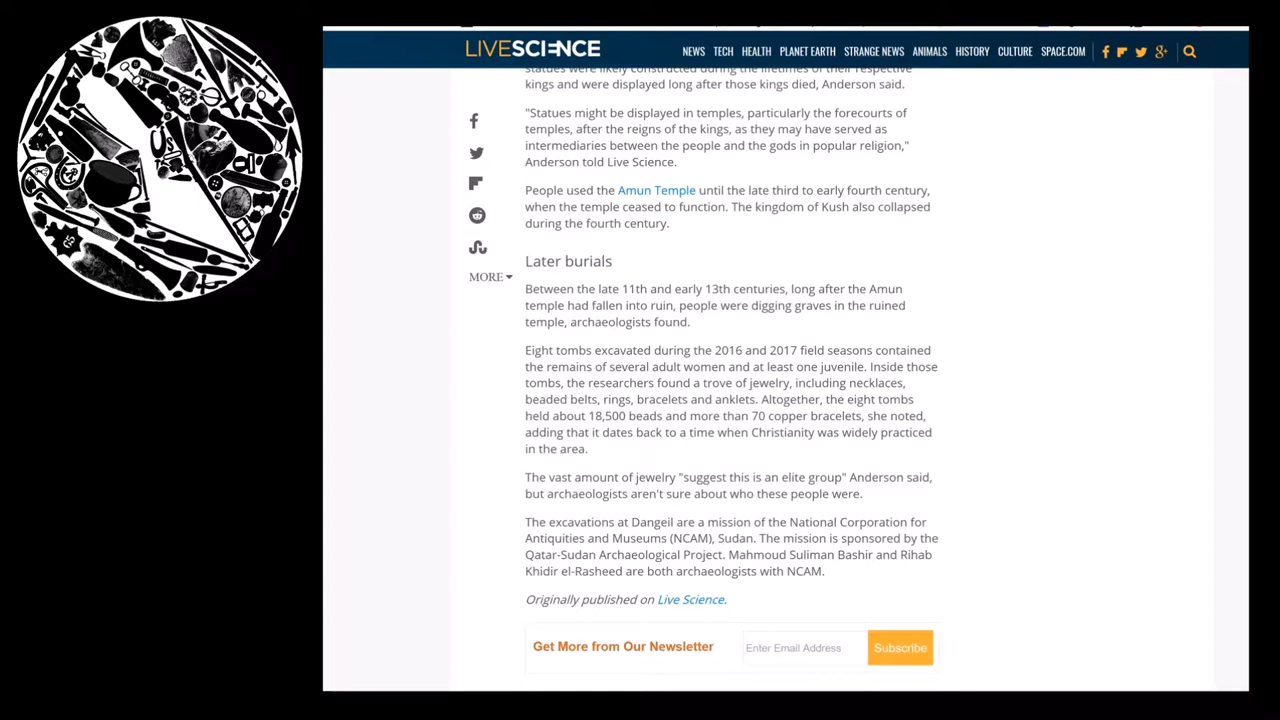 LIVESCIENCE
NEWS TECH HEALTH PLANET EARTH STRANGE NEWS ANIMALS HISTORY CULTURE SPACE.COM
statues were likely constructed during the lifetimes of their respective
kings and were displayed long after those kings died, Anderson said.
"Statues might be displayed in temples, particularly the forecourts of
temples, after the reigns of the kings, as they may have served as
intermediaries between the people and the gods in popular religion,"
Anderson told Live Science.
People used the Amun Temple until the late third to early fourth century,
when the temple ceased to function. The kingdom of Kush also collapsed
during the fourth century.
MORE
Later burials
Between the late 11th and early 13th centuries, long after the Amun
temple had fallen into ruin, people were digging graves in the ruined
temple, archaeologists found.
Eight tombs excavated during the 2016 and 2017 field seasons contained
the remains of several adult women and at least one juvenile. Inside those
tombs, the researchers found a trove of jewelry, including necklaces,
beaded belts, rings, bracelets and anklets. Altogether, the eight tombs
held about 18,500 beads and more than 70 copper bracelets, she noted,
adding that it dates back to a time when Christianity was widely practiced
in the area.
The vast amount of jewelry "suggest this is an elite group" Anderson said,
but archaeologists aren't sure about who these people were.
The excavations at Dangeil are a mission of the National Corporation for
Antiquities and Museums (NCAM), Sudan. The mission is sponsored by the
Qatar-Sudan Archaeological Project. Mahmoud Suliman Bashir and Rihab
Khidir el-Rasheed are both archaeologists with NCAM.
Originally published on Live Science.
Get More from Our Newsletter
Enter Email Address
Subscribe